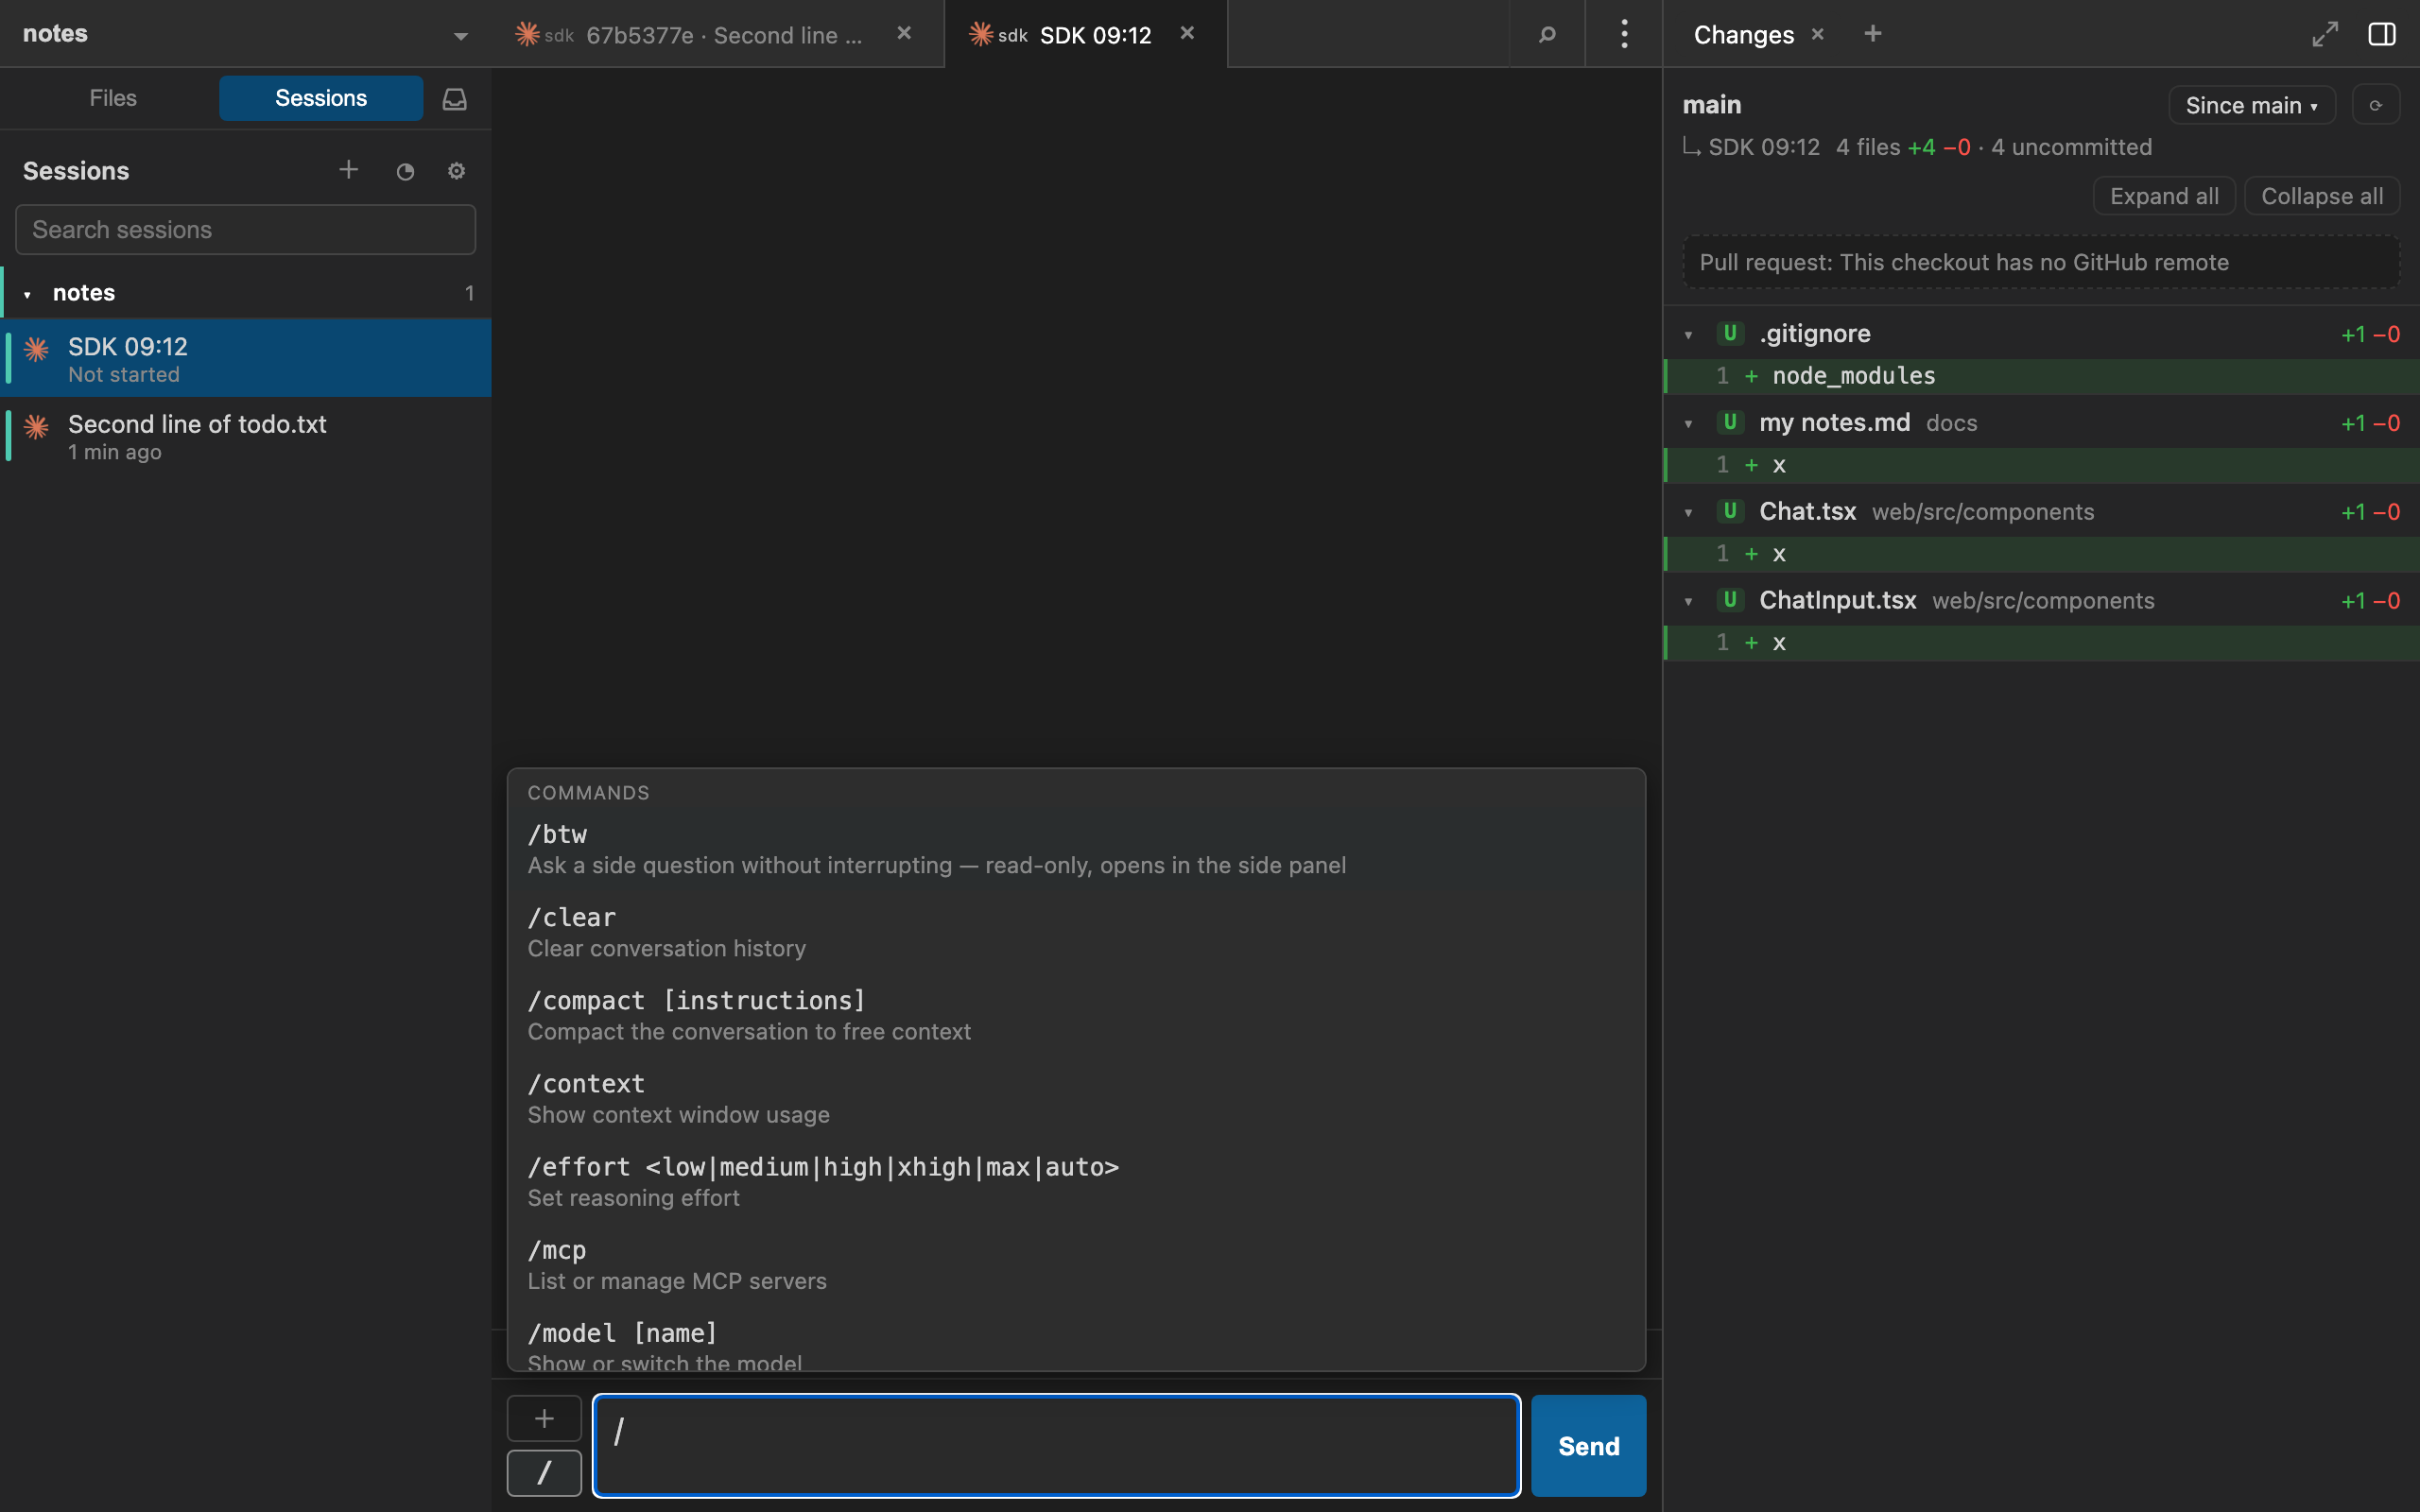 notes
Files
Sessions
Sessions
Search sessions
notes 1
SDK 09:12
Not started
Second line of todo.txt
1 min ago
sdk 67b5377e · Second line ...
sdk SDK 09:12
COMMANDS
/btw
Ask a side question without interrupting — read-only, opens in the side panel
/clear
Clear conversation history
/compact [instructions]
Compact the conversation to free context
/context
Show context window usage
/effort <low|medium|high|xhigh|max|auto>
Set reasoning effort
/mcp
List or manage MCP servers
/model [name]
Show or switch the model
/
/
Send
Changes
main
Since main
SDK 09:12 4 files +4 −0 · 4 uncommitted
Expand all
Collapse all
Pull request: This checkout has no GitHub remote
U .gitignore +1 −0
1 + node_modules
U my notes.md docs +1 −0
1 + x
U Chat.tsx web/src/components +1 −0
1 + x
U ChatInput.tsx web/src/components +1 −0
1 + x